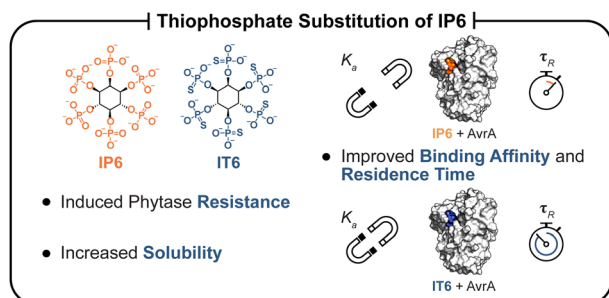 Thiophosphate Substitution of IP6
IP6
IT6
● Induced Phytase Resistance
● Increased Solubility
Ka
τR
IP6 + AvrA
● Improved Binding Affinity and
Residence Time
Ka
τR
IT6 + AvrA